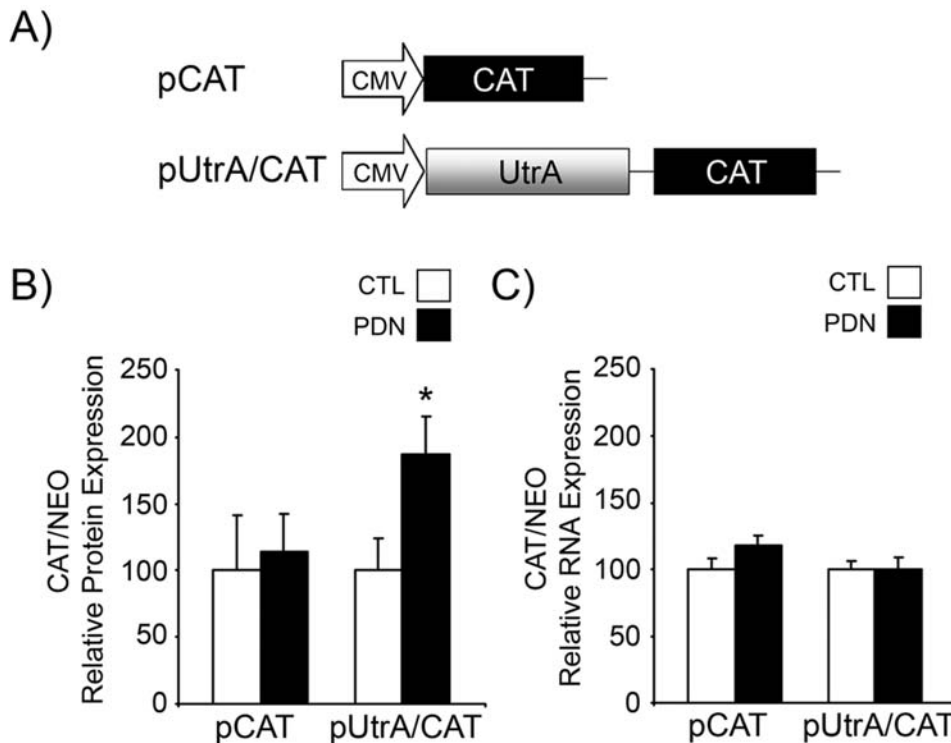 A)
pCAT CMV CAT
pUtrA/CAT CMV UtrA CAT
B)
CTL
PDN
CAT/NEO
Relative Protein Expression
250
200
150
100
50
0
*
pCAT pUtrA/CAT
C)
CTL
PDN
CAT/NEO
Relative RNA Expression
250
200
150
100
50
0
pCAT pUtrA/CAT